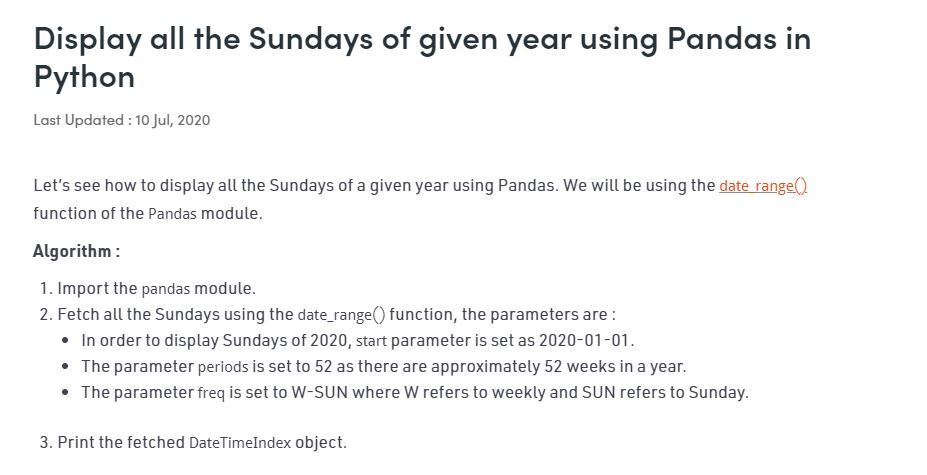 Display all the Sundays of given year using Pandas in
Python
Last Updated : 10 Jul, 2020
Let's see how to display all the Sundays of a given year using Pandas. We will be using the date_range()
function of the Pandas module.
Algorithm :
1. Import the pandas module.
2. Fetch all the Sundays using the date_range() function, the parameters are :
• In order to display Sundays of 2020, start parameter is set as 2020-01-01.
• The parameter periods is set to 52 as there are approximately 52 weeks in a year.
• The parameter freq is set to W-SUN where W refers to weekly and SUN refers to Sunday.
3. Print the fetched DateTimeIndex object.